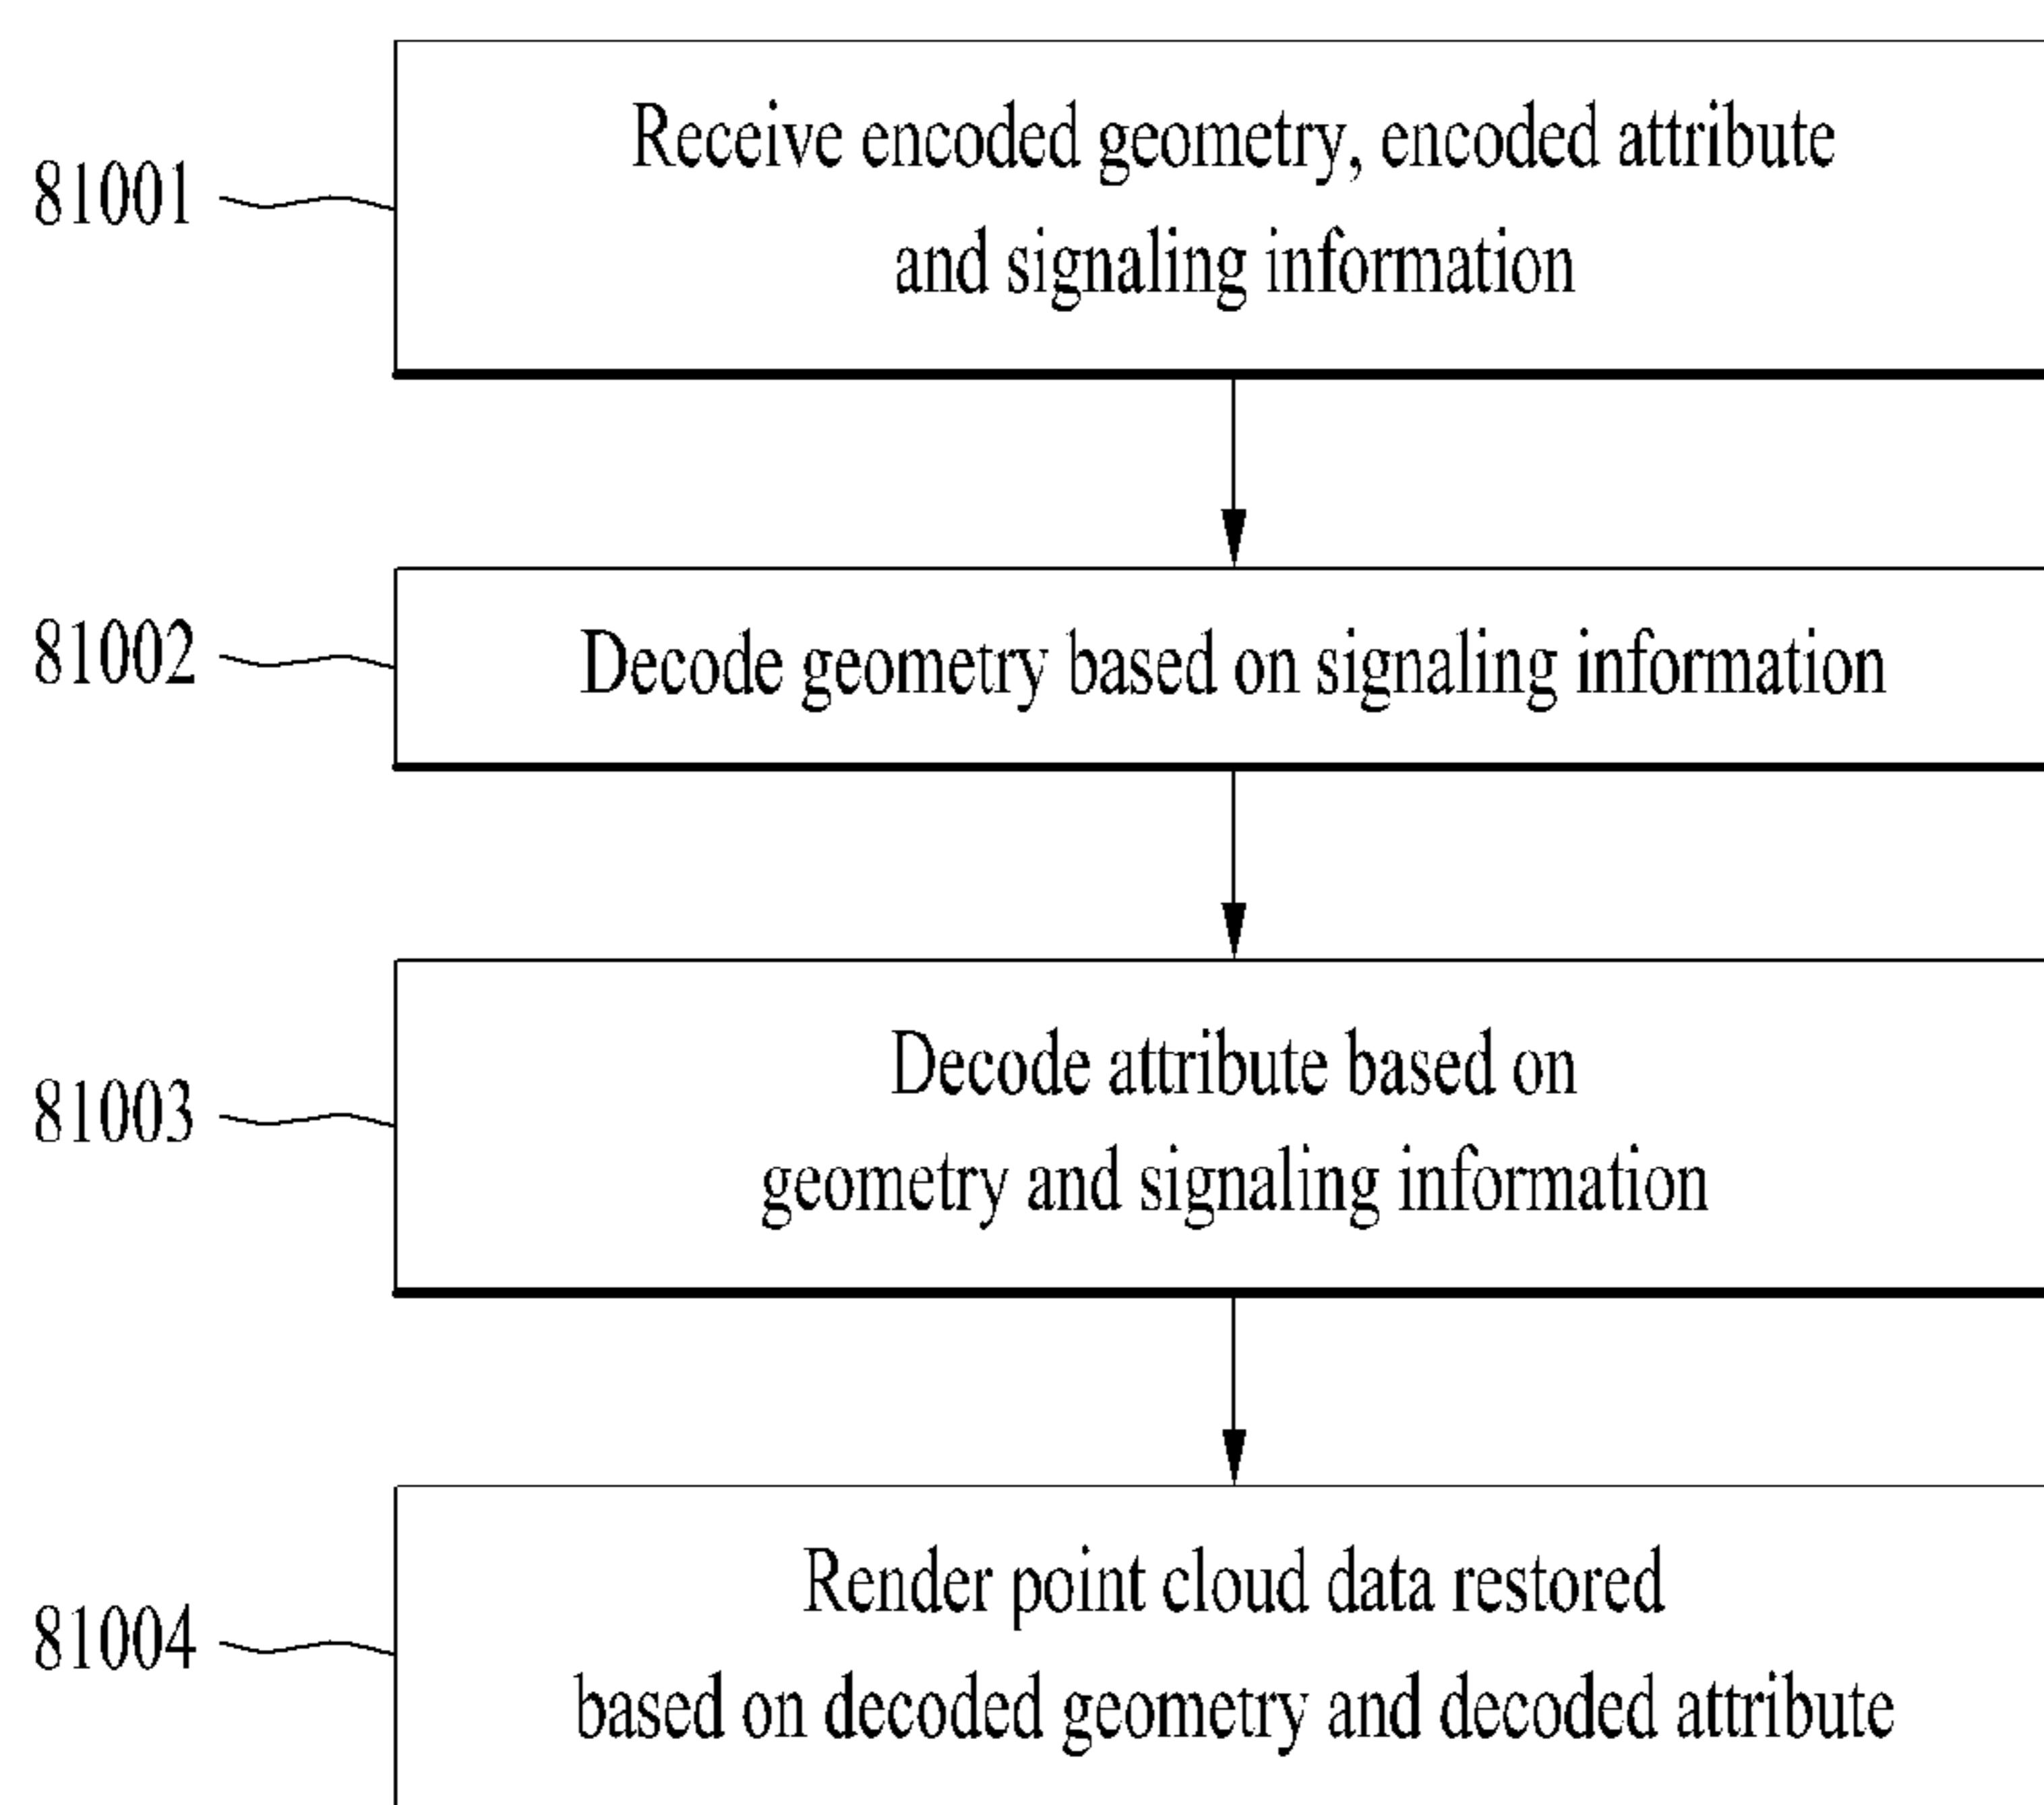 81001
Receive encoded geometry, encoded attribute
and signaling information
81002
Decode geometry based on signaling information
81003
Decode attribute based on
geometry and signaling information
81004
Render point cloud data restored
based on decoded geometry and decoded attribute